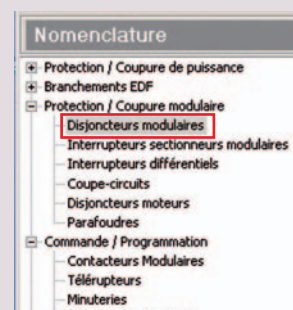 Nomenclature
Protection / Coupure de puissance
Branchements EDF
Protection / Coupure modulaire
Disjoncteurs modulaires
Interrupteurs sectionneurs modulaires
Interrupteurs différentiels
Coupe-circuits
Disjoncteurs moteurs
Parafoudres
Commande / Programmation
Contacteurs Modulaires
Télérupteurs
Minuteries